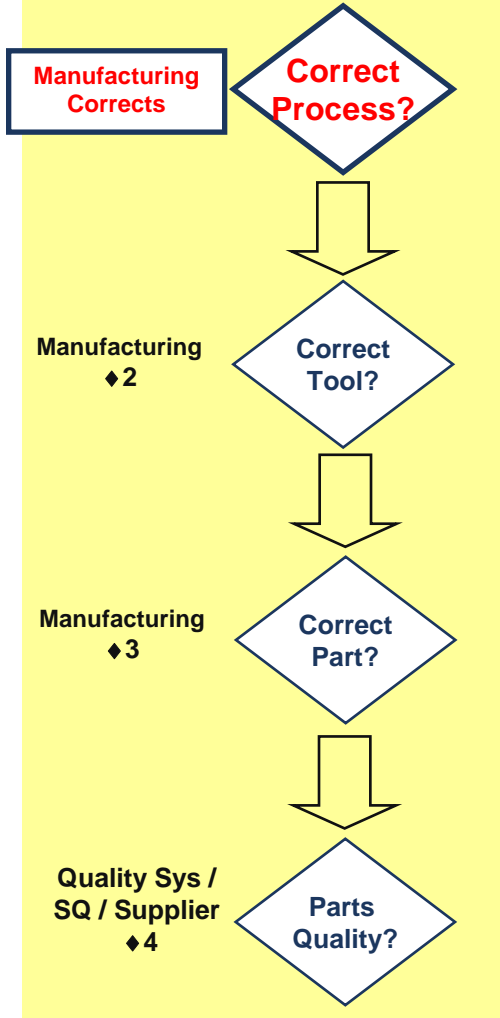 Manufacturing
Corrects
Correct
Process?
Manufacturing
♦2
Correct
Tool?
Manufacturing
♦3
Correct
Part?
Quality Sys /
SQ / Supplier
♦4
Parts
Quality?